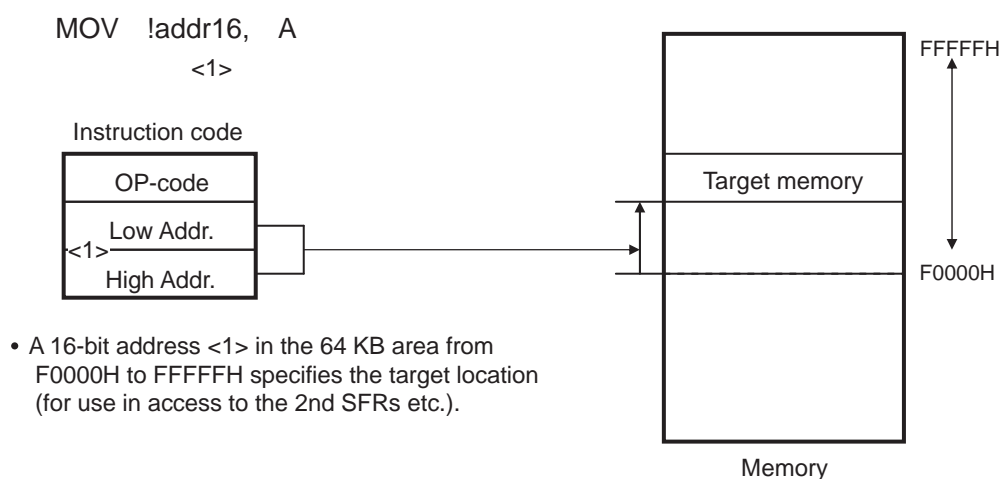 MOV !addr16, A
<1>
Instruction code
OP-code
Low Addr.
<1>
High Addr.
FFFFFH
Target memory
F0000H
• A 16-bit address <1> in the 64 KB area from
F0000H to FFFFFH specifies the target location
(for use in access to the 2nd SFRs etc.).
Memory